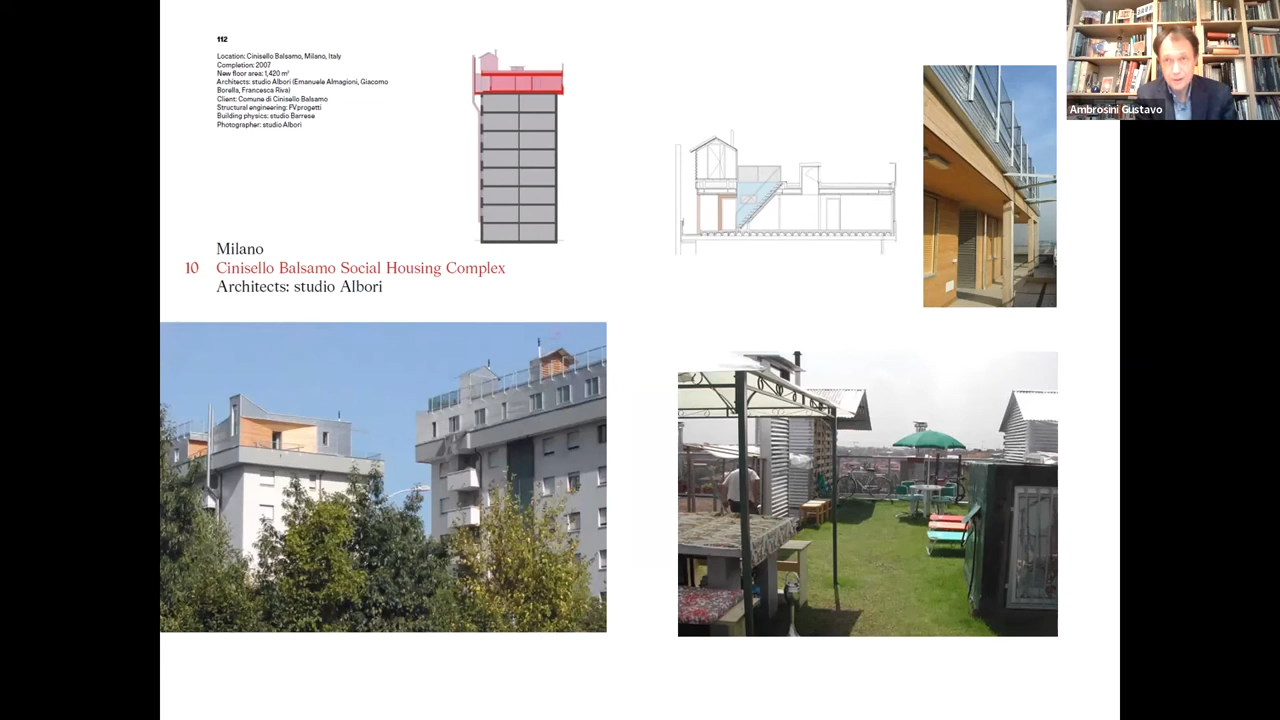 112
Location: Cinisello Balsamo, Milano, Italy
Completion: 2007
New floor area: 1,420 m²
Architects: studio Albori (Emanuele Almagioni, Giacomo
Borella, Francesca Riva)
Client: Comune di Cinisello Balsamo
Structural engineering: FVprogetti
Building physics: studio Barrese
Photographer: studio Albori
Milano
10 Cinisello Balsamo Social Housing Complex
Architects: studio Albori
Ambrosini Gustavo